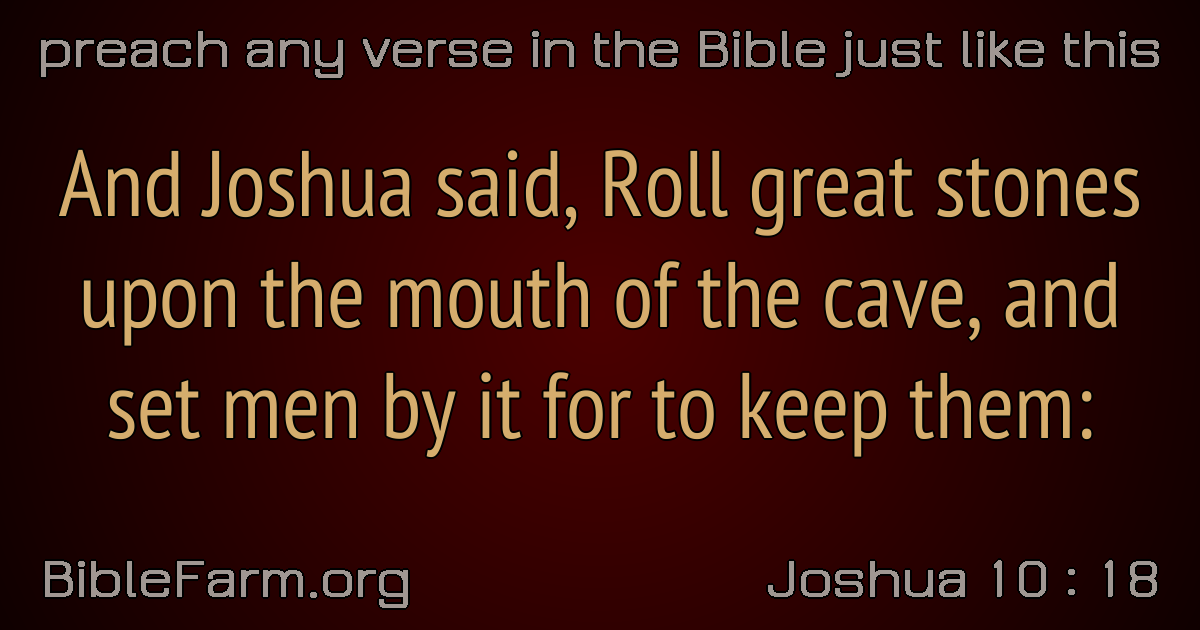 preach any verse in the Bible just like this
And Joshua said, Roll great stones
upon the mouth of the cave, and
set men by it for to keep them:
BibleFarm.org
Joshua 10 : 18